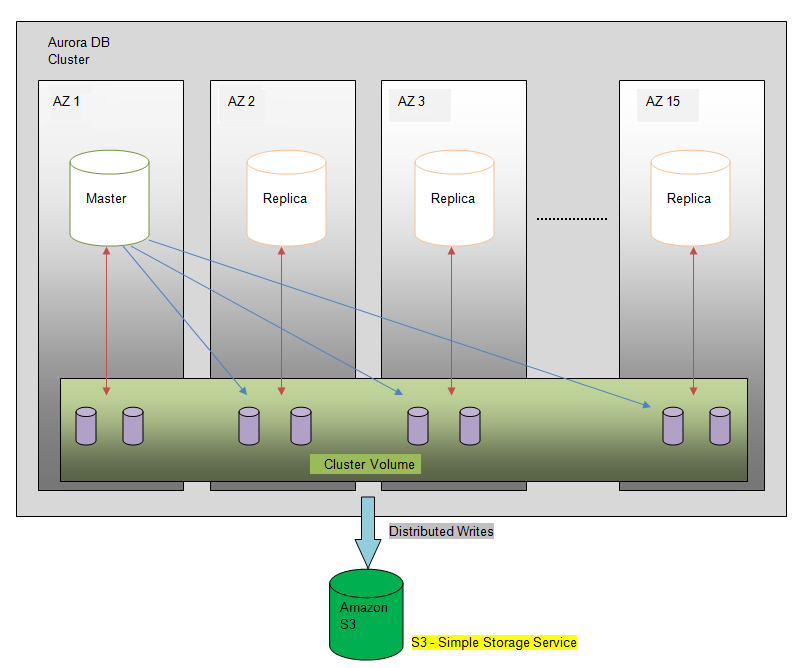 Aurora DB
Cluster
AZ 1
AZ 2
AZ 3
AZ 15
Master
Replica
Replica
Replica
Cluster Volume
Distributed Writes
Amazon
S3
S3 - Simple Storage Service